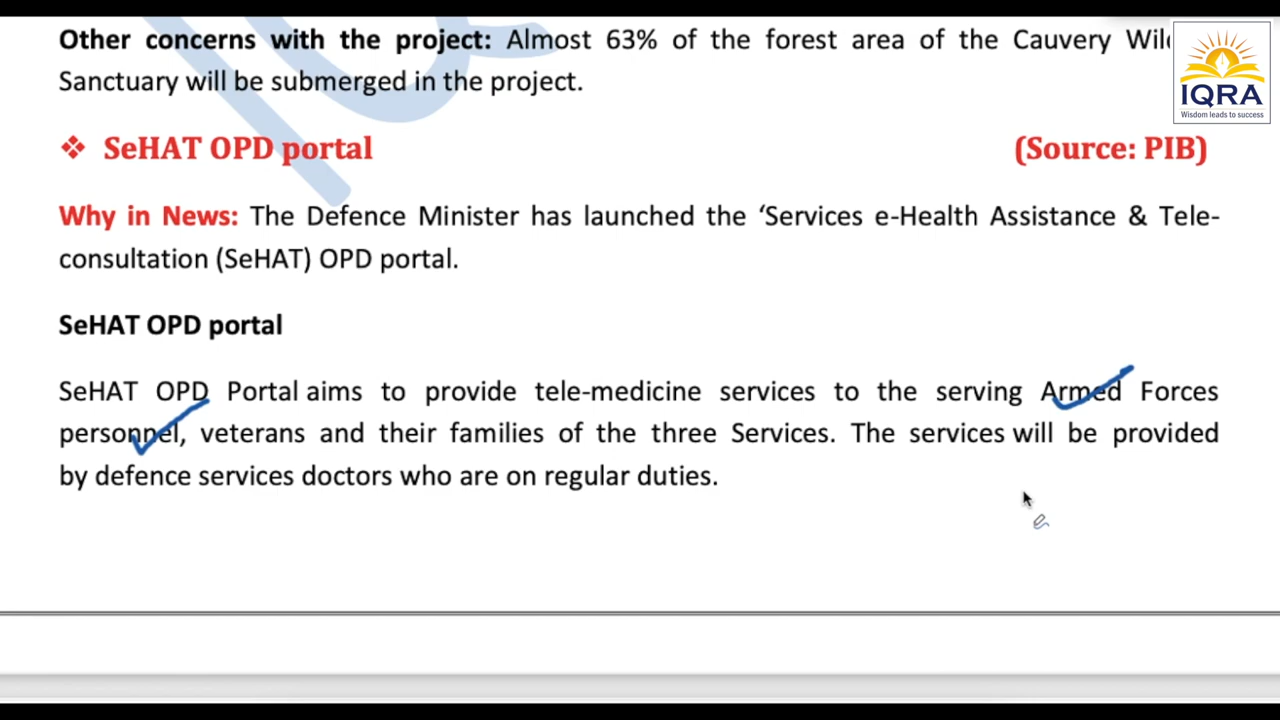 Other concerns with the project: Almost 63% of the forest area of the Cauvery
Sanctuary will be submerged in the project.
IQRA
Wisdom leads to success
❖ SeHAT OPD portal (Source: PIB)
Why in News: The Defence Minister has launched the ‘Services e-Health Assistance & Tele-
consultation (SeHAT) OPD portal.
SeHAT OPD portal
SeHAT OPD Portal aims to provide tele-medicine services to the serving Armed Forces
personnel, veterans and their families of the three Services. The services will be provided
by defence services doctors who are on regular duties.